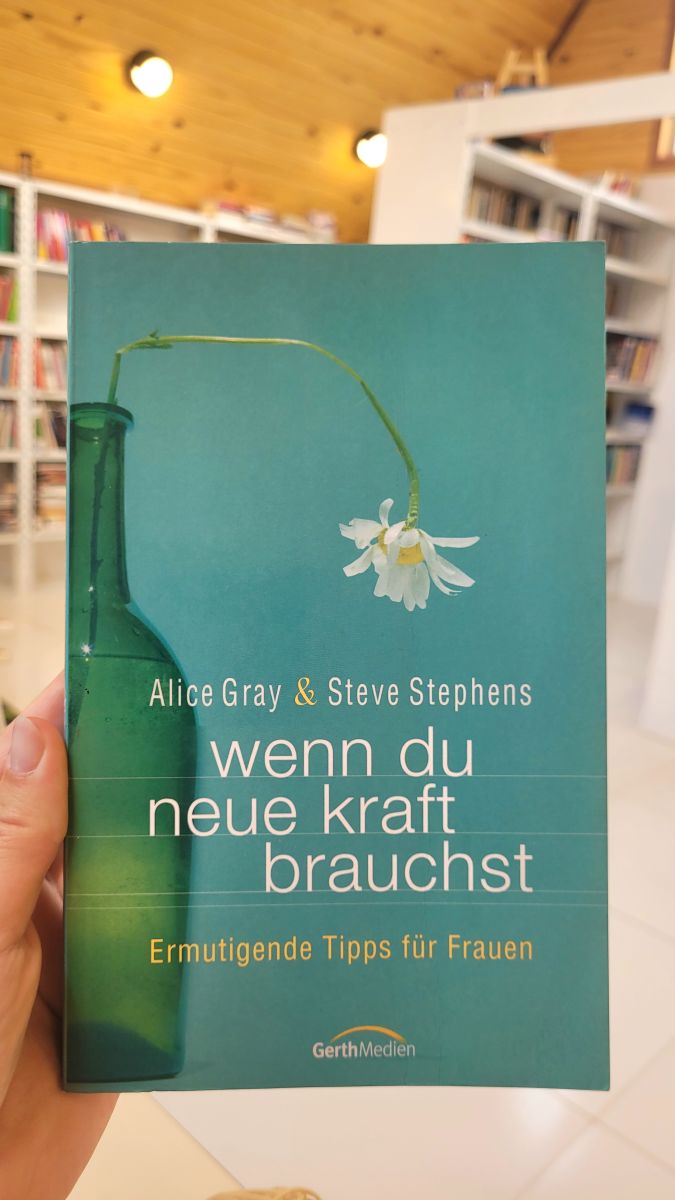 Alice Gray & Steve Stephens
wenn du
neue kraft
brauchst
Ermutigende Tipps für Frauen
GerthMedien